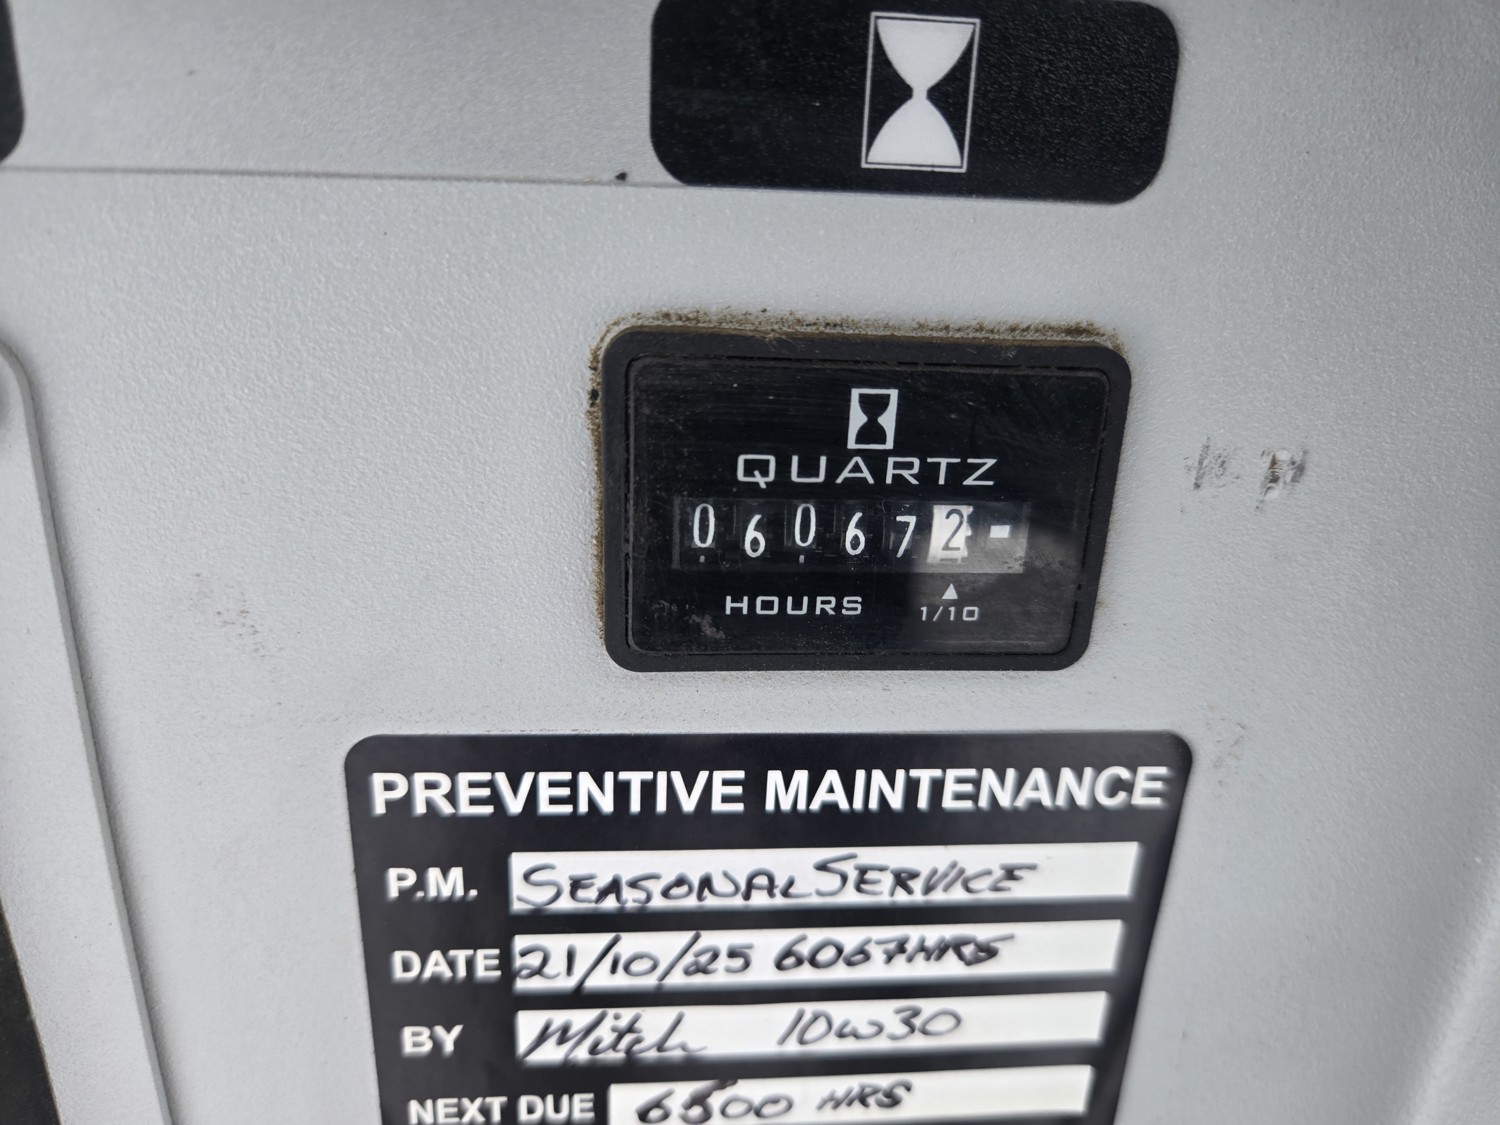 QUARTZ
060672
HOURS 1/10
PREVENTIVE MAINTENANCE
P.M. SEASONAL SERVICE
DATE 21/10/25 6067HRS
BY Mitch 10W30
NEXT DUE 6500 HRS